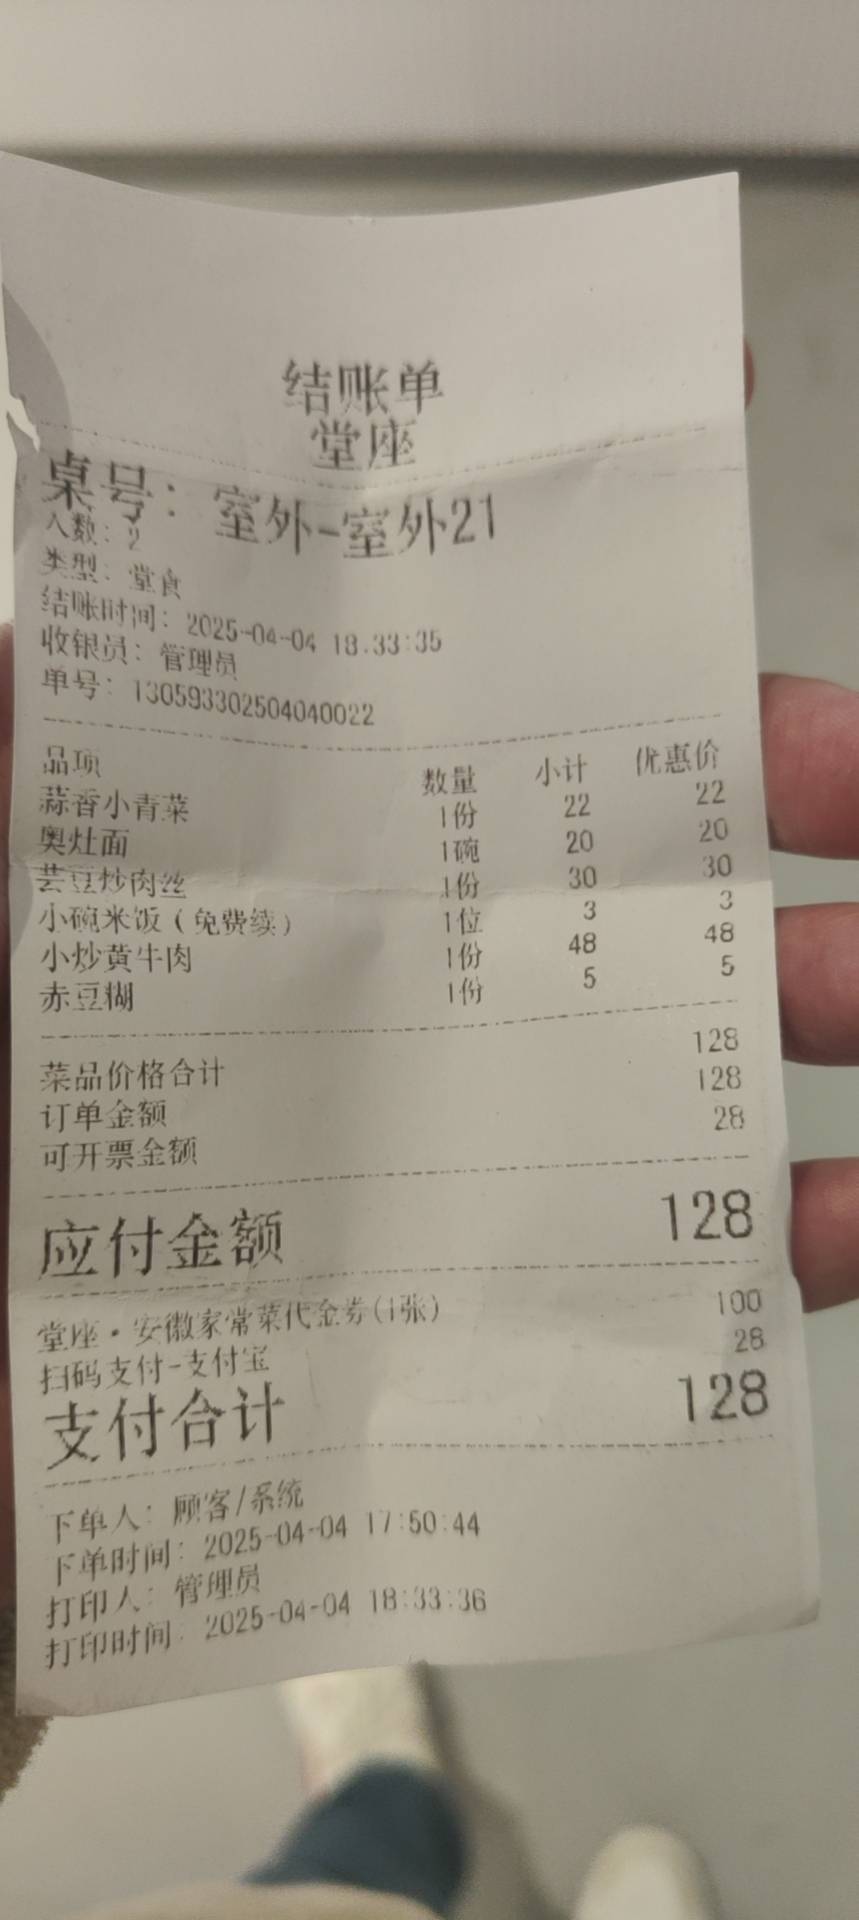 结账单
堂座
桌号：室外-室外21
人数：2
类型：堂食
结账时间：2025-04-04 18:33:35
收银员：管理员
单号：130593302504040022
品项 数量 小计 优惠价
蒜香小青菜 1份 22 22
奥灶面 1碗 20 20
芸豆炒肉丝 1份 30 30
小碗米饭（免费续） 1位 3 3
小炒黄牛肉 1份 48 48
赤豆糊 1份 5 5
菜品价格合计 128
订单金额 128
可开票金额 28
应付金额 128
堂座·安徽家常菜代金券(1张) 100
扫码支付-支付宝 28
支付合计 128
下单人：顾客/系统
下单时间：2025-04-04 17:50:44
打印人：管理员
打印时间：2025-04-04 18:33:36